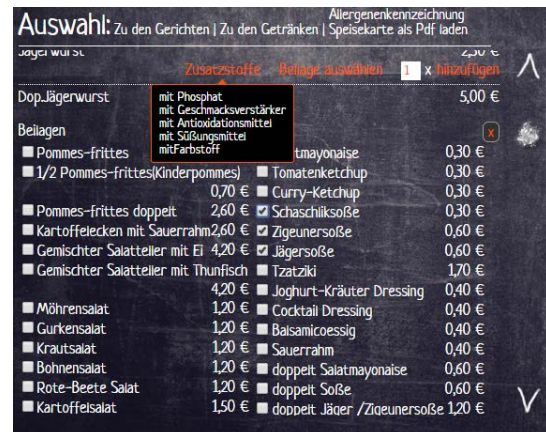 Auswahl: Zu den Gerichten | Zu den Getränken | Allergenenkennzeichnung
Speisekarte als Pdf laden
Jägerwurst 2,50 €
Zusatzstoffe Beilage auswählen 1 x hinzufügen
Dop.Jägerwurst 5,00 €
mit Phosphat
mit Geschmacksverstärker
mit Antioxidationsmittel
mit Süßungsmittel
mitFarbstoff
Beilagen x
Pommes-frites
1/2 Pommes-frites(Kinderpommes)
0,70 €
Pommes-frites doppelt 2,60 €
Kartoffelecken mit Sauerrahm 2,60 €
Gemischter Salatteller mit Ei 4,20 €
Gemischter Salatteller mit Thunfisch
4,20 €
Möhrensalat 1,20 €
Gurkensalat 1,20 €
Krautsalat 1,20 €
Bohnensalat 1,20 €
Rote-Beete Salat 1,20 €
Kartoffelsalat 1,50 €
tmayonaise 0,30 €
Tomatenketchup 0,30 €
Curry-Ketchup 0,30 €
Schaschliksoße 0,30 €
Zigeunersoße 0,60 €
Jägersoße 0,60 €
Tzatziki 1,70 €
Joghurt-Kräuter Dressing 0,40 €
Cocktail Dressing 0,40 €
Balsamicoessig 0,40 €
Sauerrahm 0,40 €
doppelt Salatmayonaise 0,60 €
doppelt Soße 0,60 €
doppelt Jäger /Zigeunersoße 1,20 €